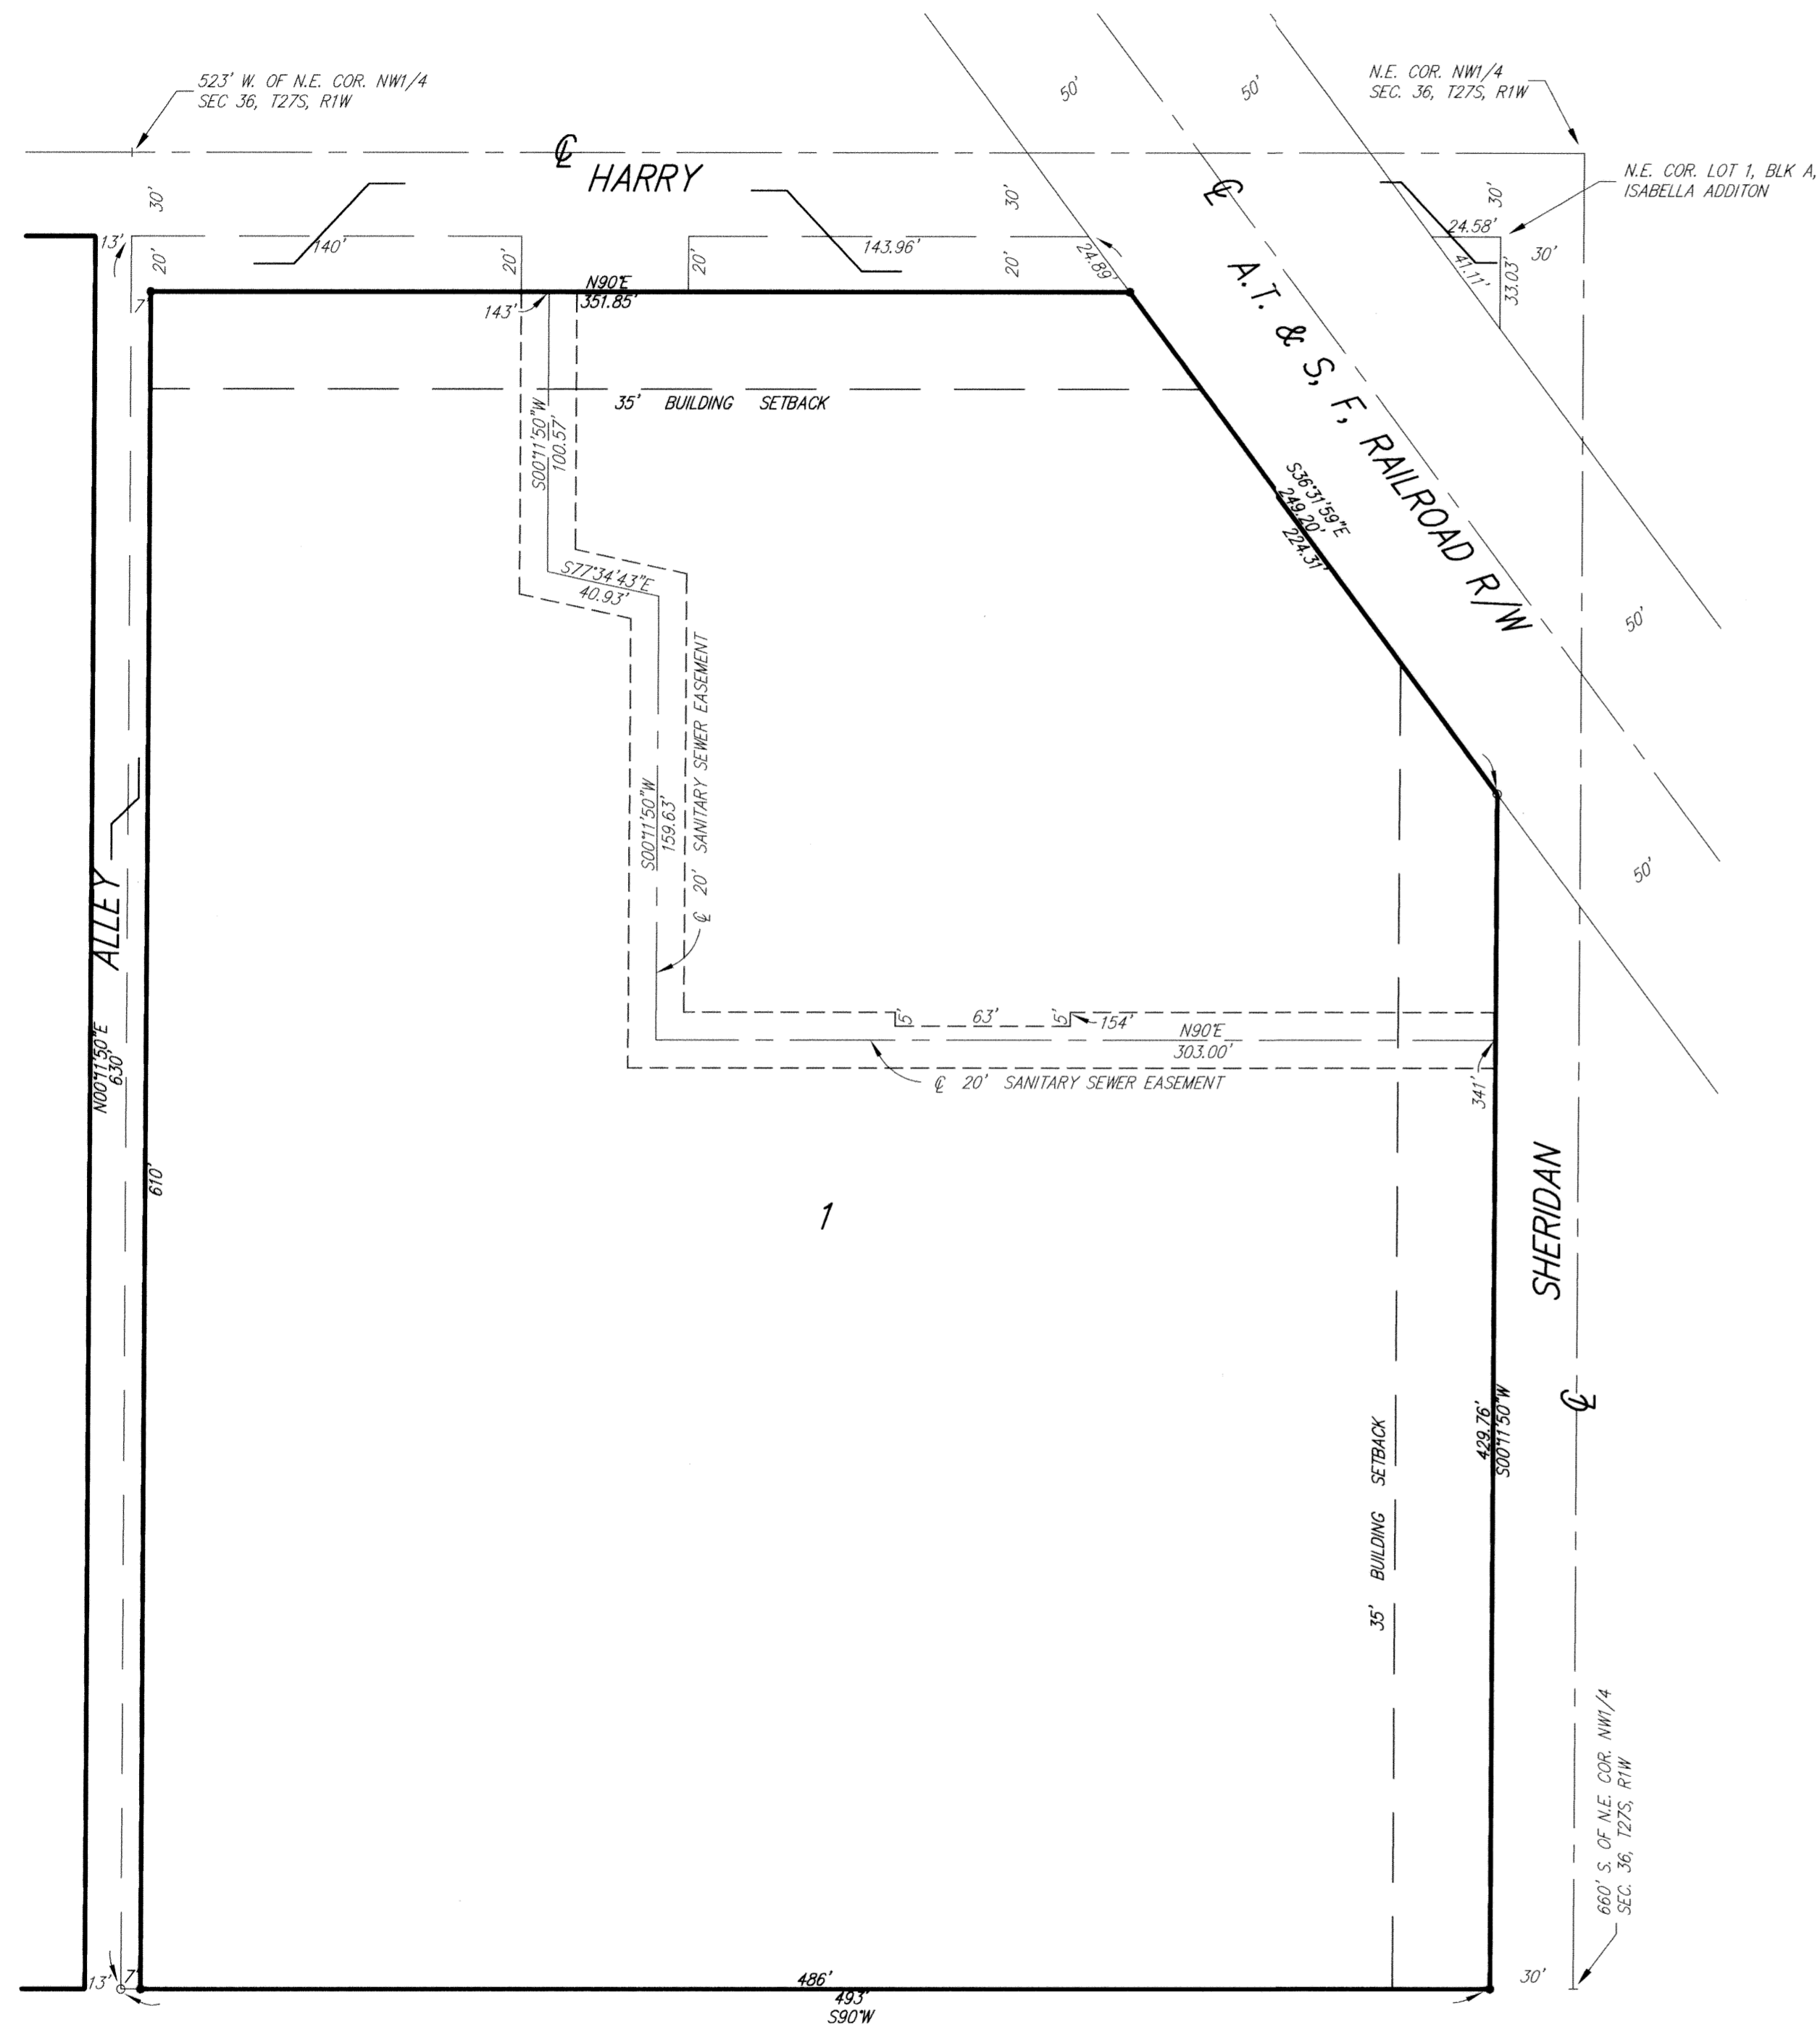 523' W. OF N.E. COR. NW1/4
SEC 36, T27S, R1W
50'
50'
N.E. COR. NW1/4
SEC. 36, T27S, R1W
N.E. COR. LOT 1, BLK A,
ISABELLA ADDITON
℄
HARRY
30'
30'
30'
30'
13'
20'
140'
20'
20'
143.96'
20'
24.89'
24.58'
41.11'
33.03'
℄
A.T. & S, F, RAILROAD R/W
7'
N90°E
351.85'
143'
35' BUILDING SETBACK
S00°11'50"W
100.57'
S36°31'59"E
249.20'
224.31'
S77°34'43"E
40.93'
50'
50'
S00°11'50"W
159.63'
℄ 20' SANITARY SEWER EASEMENT
ALLEY
N00°11'50"E
630'
610'
5'
63'
5'
154'
N90°E
303.00'
℄ 20' SANITARY SEWER EASEMENT
341'
1
SHERIDAN
℄
429.76'
S00°11'50"W
35' BUILDING SETBACK
660' S. OF N.E. COR. NW1/4
SEC. 36, T27S, R1W
13'
7'
486'
493'
S90°W
30'